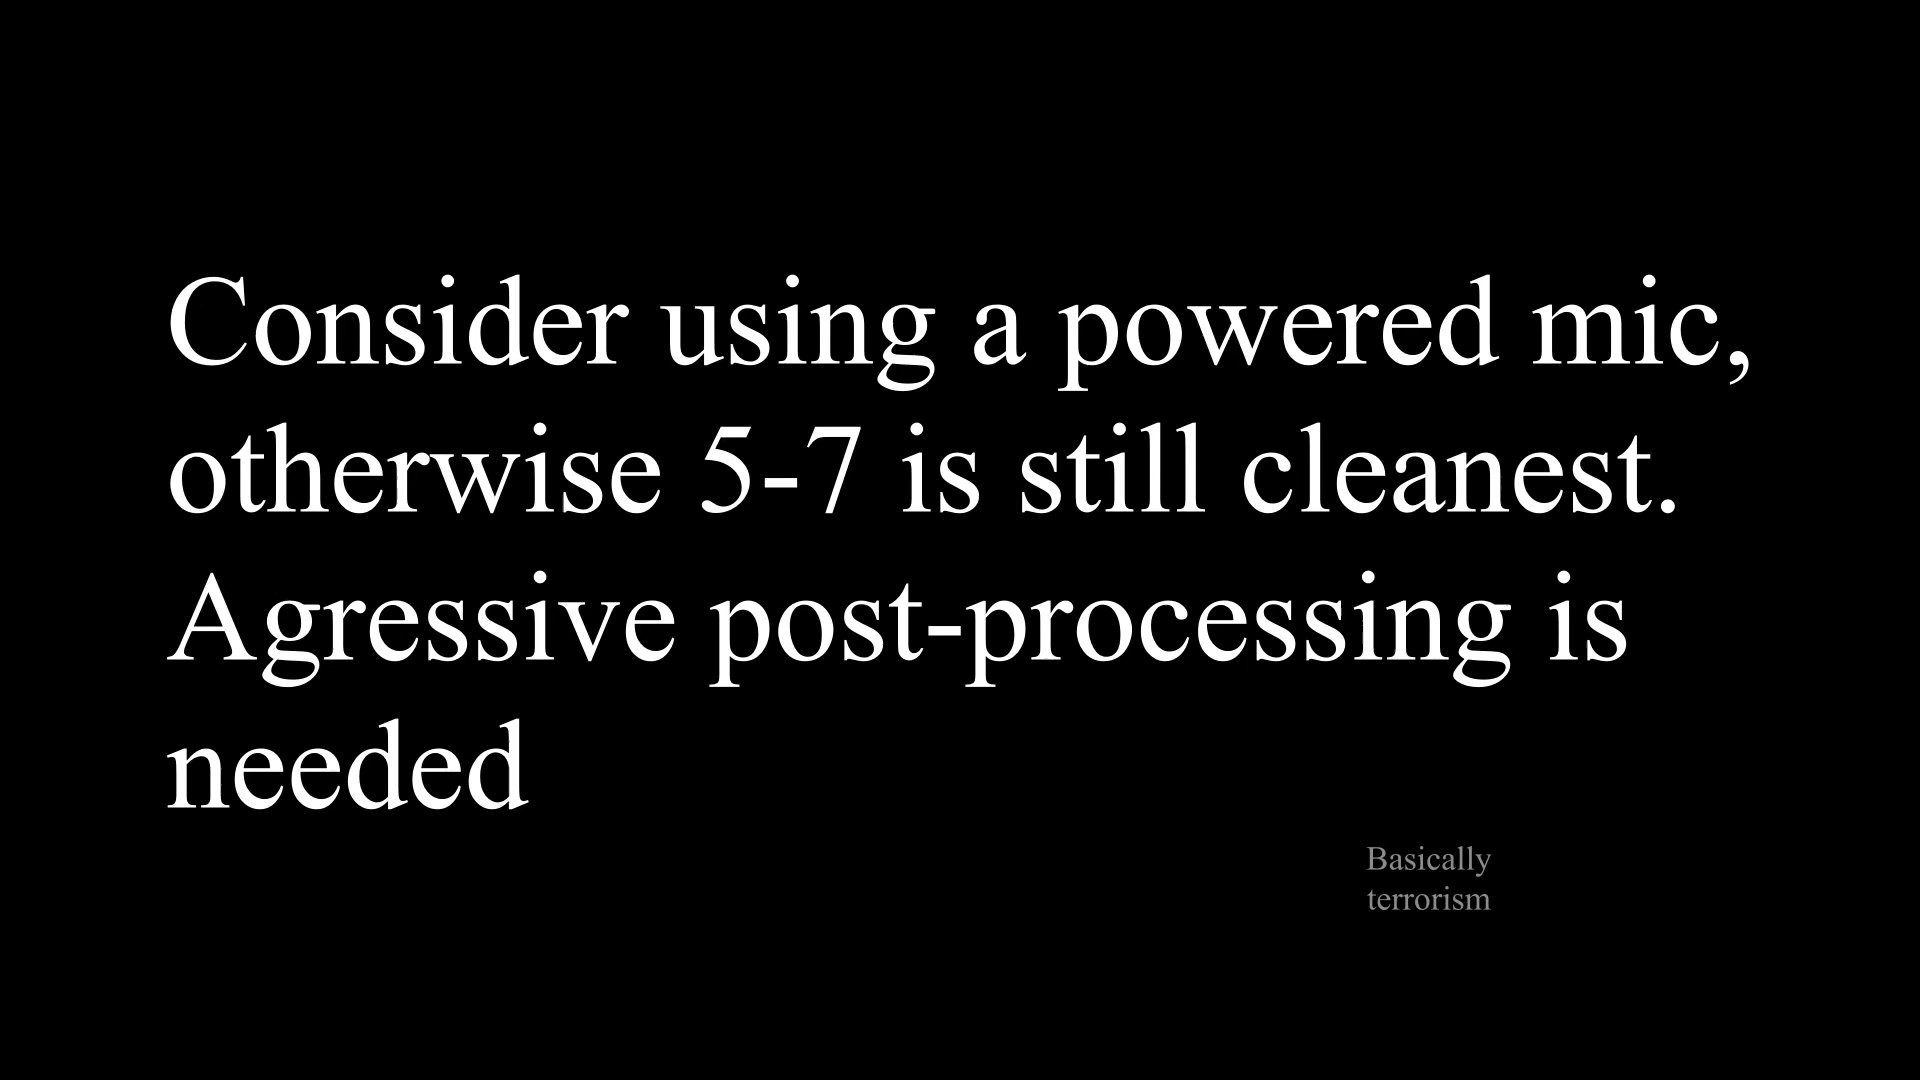 Consider using a powered mic,
otherwise 5-7 is still cleanest.
Agressive post-processing is
needed
Basically
terrorism